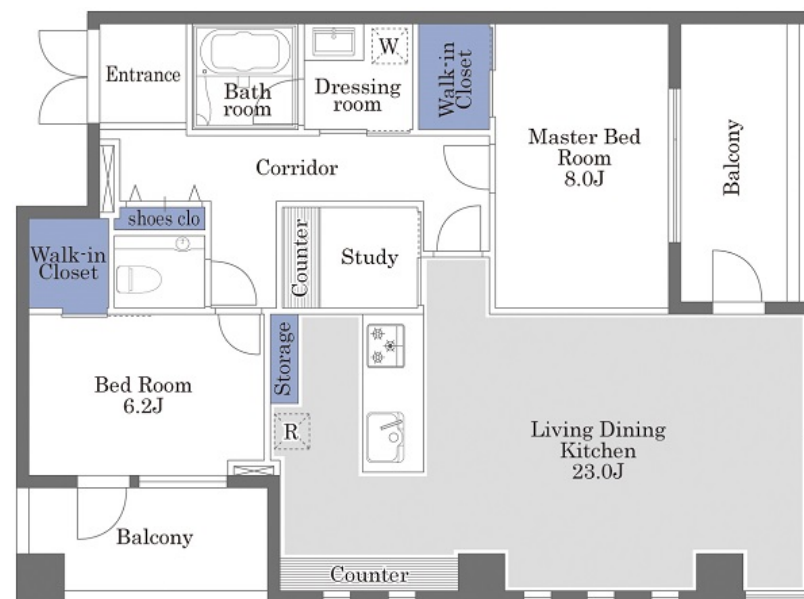 Entrance
Bath
room
Dressing
room
W
Walk-in
Closet
Master Bed
Room
8.0J
Balcony
Corridor
shoes clo
Walk-in
Closet
Counter
Study
Bed Room
6.2J
Storage
R
Living Dining
Kitchen
23.0J
Balcony
Counter